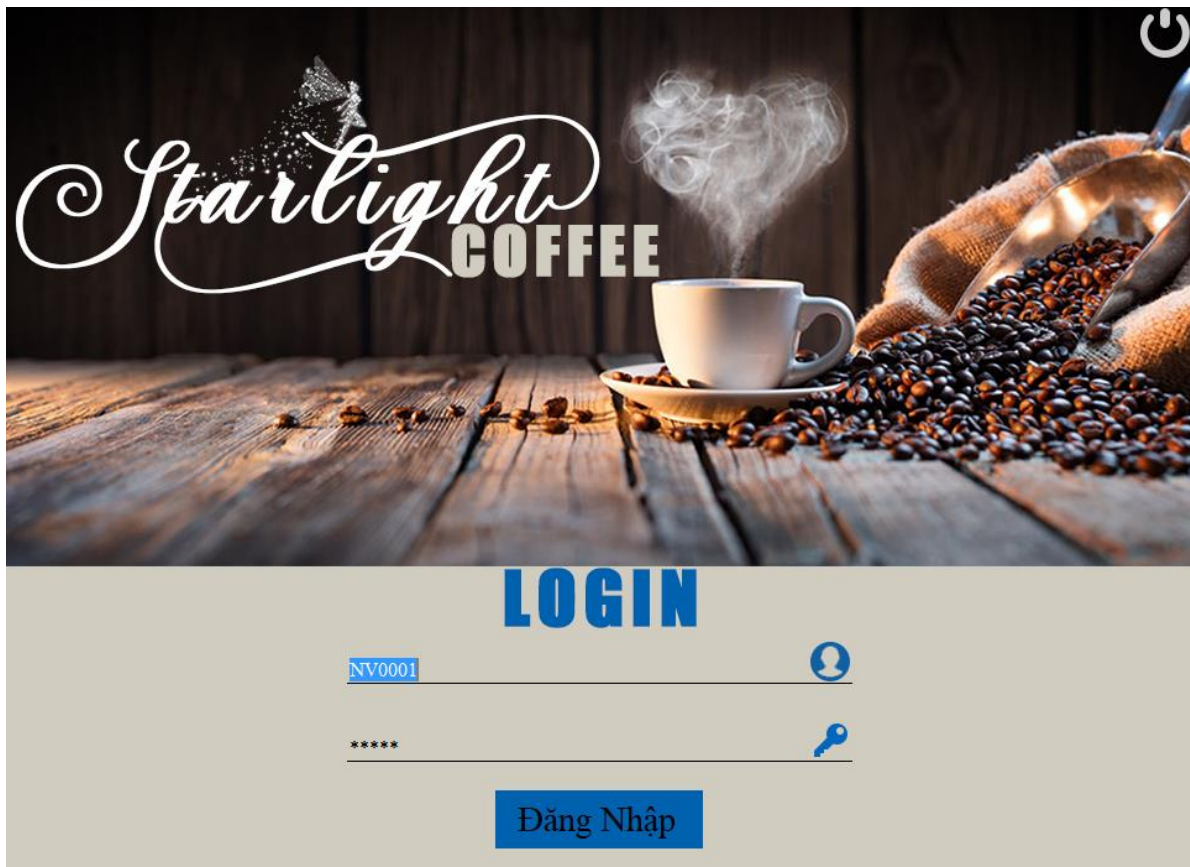 Starlight
COFFEE
LOGIN
NV0001
*****
Đăng Nhập